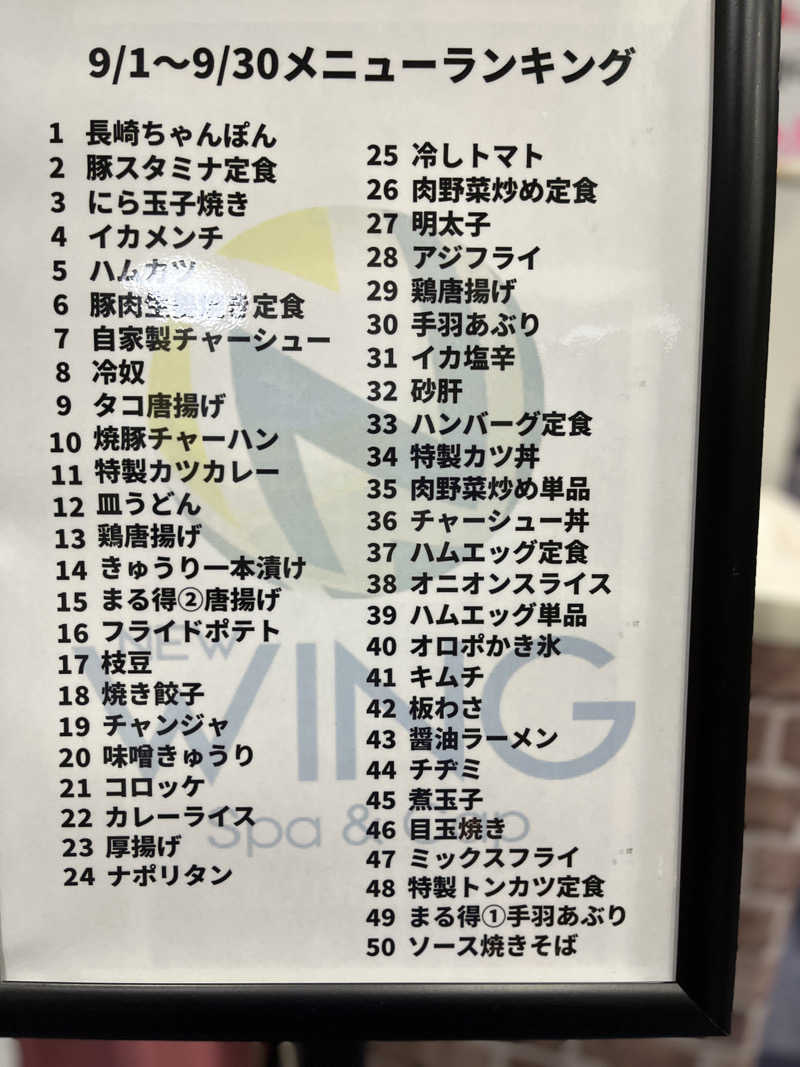 9/1～9/30メニューランキング
1 長崎ちゃんぽん
2 豚スタミナ定食
3 にら玉子焼き
4 イカメンチ
5 ハムカツ
6 豚肉生姜焼き定食
7 自家製チャーシュー
8 冷奴
9 タコ唐揚げ
10 焼豚チャーハン
11 特製カツカレー
12 皿うどん
13 鶏唐揚げ
14 きゅうり一本漬け
15 まる得②唐揚げ
16 フライドポテト
17 枝豆
18 焼き餃子
19 チャンジャ
20 味噌きゅうり
21 コロッケ
22 カレーライス
23 厚揚げ
24 ナポリタン
25 冷しトマト
26 肉野菜炒め定食
27 明太子
28 アジフライ
29 鶏唐揚げ
30 手羽あぶり
31 イカ塩辛
32 砂肝
33 ハンバーグ定食
34 特製カツ丼
35 肉野菜炒め単品
36 チャーシュー丼
37 ハムエッグ定食
38 オニオンスライス
39 ハムエッグ単品
40 オロポかき氷
41 キムチ
42 板わさ
43 醤油ラーメン
44 チヂミ
45 煮玉子
46 目玉焼き
47 ミックスフライ
48 特製トンカツ定食
49 まる得①手羽あぶり
50 ソース焼きそば
NEW
WING
Spa & Cap